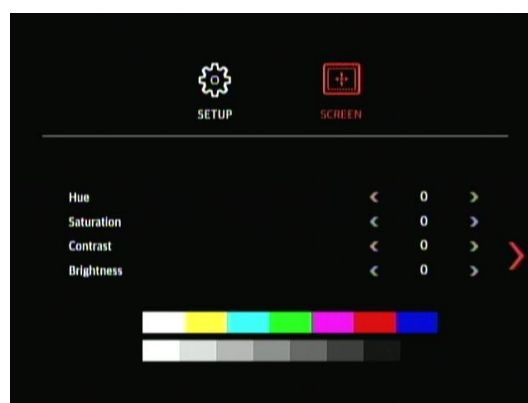 SETUP SCREEN
Hue < 0 >
Saturation < 0 >
Contrast < 0 >
Brightness < 0 >